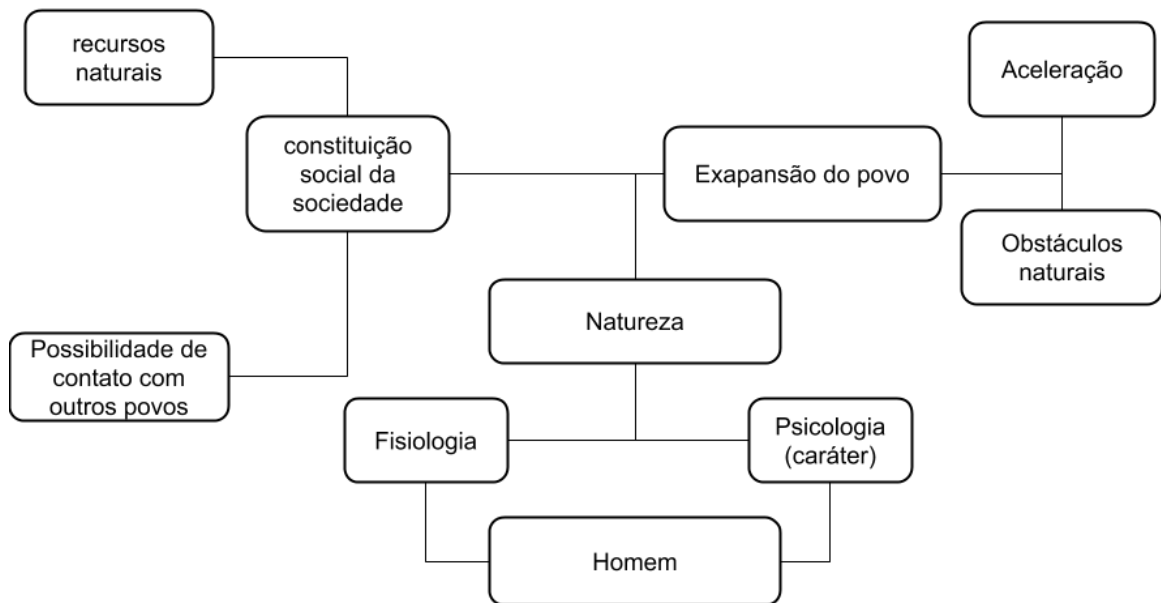 recursos
naturais
Aceleração
constituição
social da
sociedade
Exapansão do povo
Obstáculos
naturais
Natureza
Possibilidade de
contato com
outros povos
Fisiologia
Psicologia
(caráter)
Homem